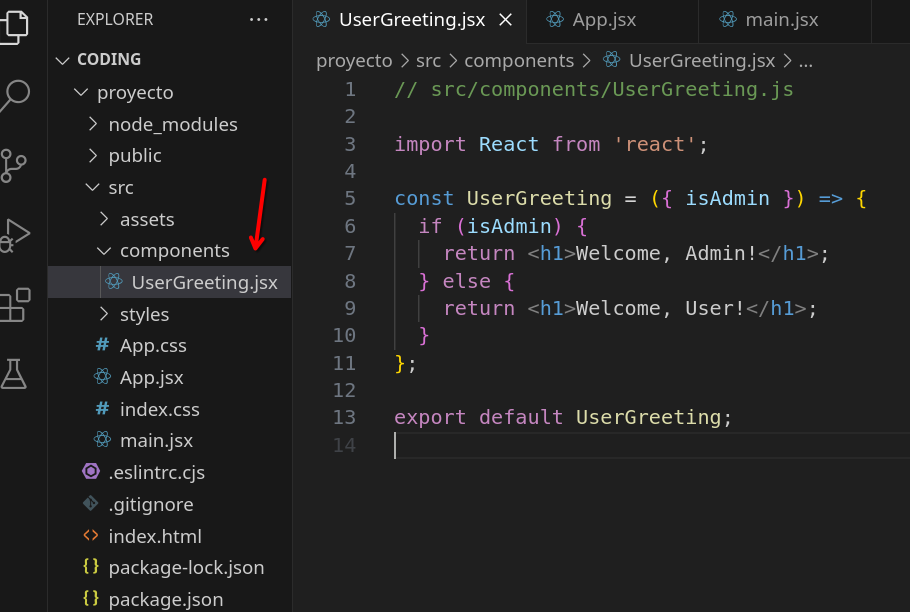 EXPLORER ...
CODING
proyecto
node_modules
public
src
assets
components
UserGreeting.jsx
styles
# App.css
App.jsx
# index.css
main.jsx
.eslintrc.cjs
.gitignore
<> index.html
{} package-lock.json
{} package.json
UserGreeting.jsx App.jsx main.jsx
proyecto > src > components > UserGreeting.jsx > ...
1 // src/components/UserGreeting.js
2
3 import React from 'react';
4
5 const UserGreeting = ({ isAdmin }) => {
6 if (isAdmin) {
7 return <h1>Welcome, Admin!</h1>;
8 } else {
9 return <h1>Welcome, User!</h1>;
10 }
11 };
12
13 export default UserGreeting;
14